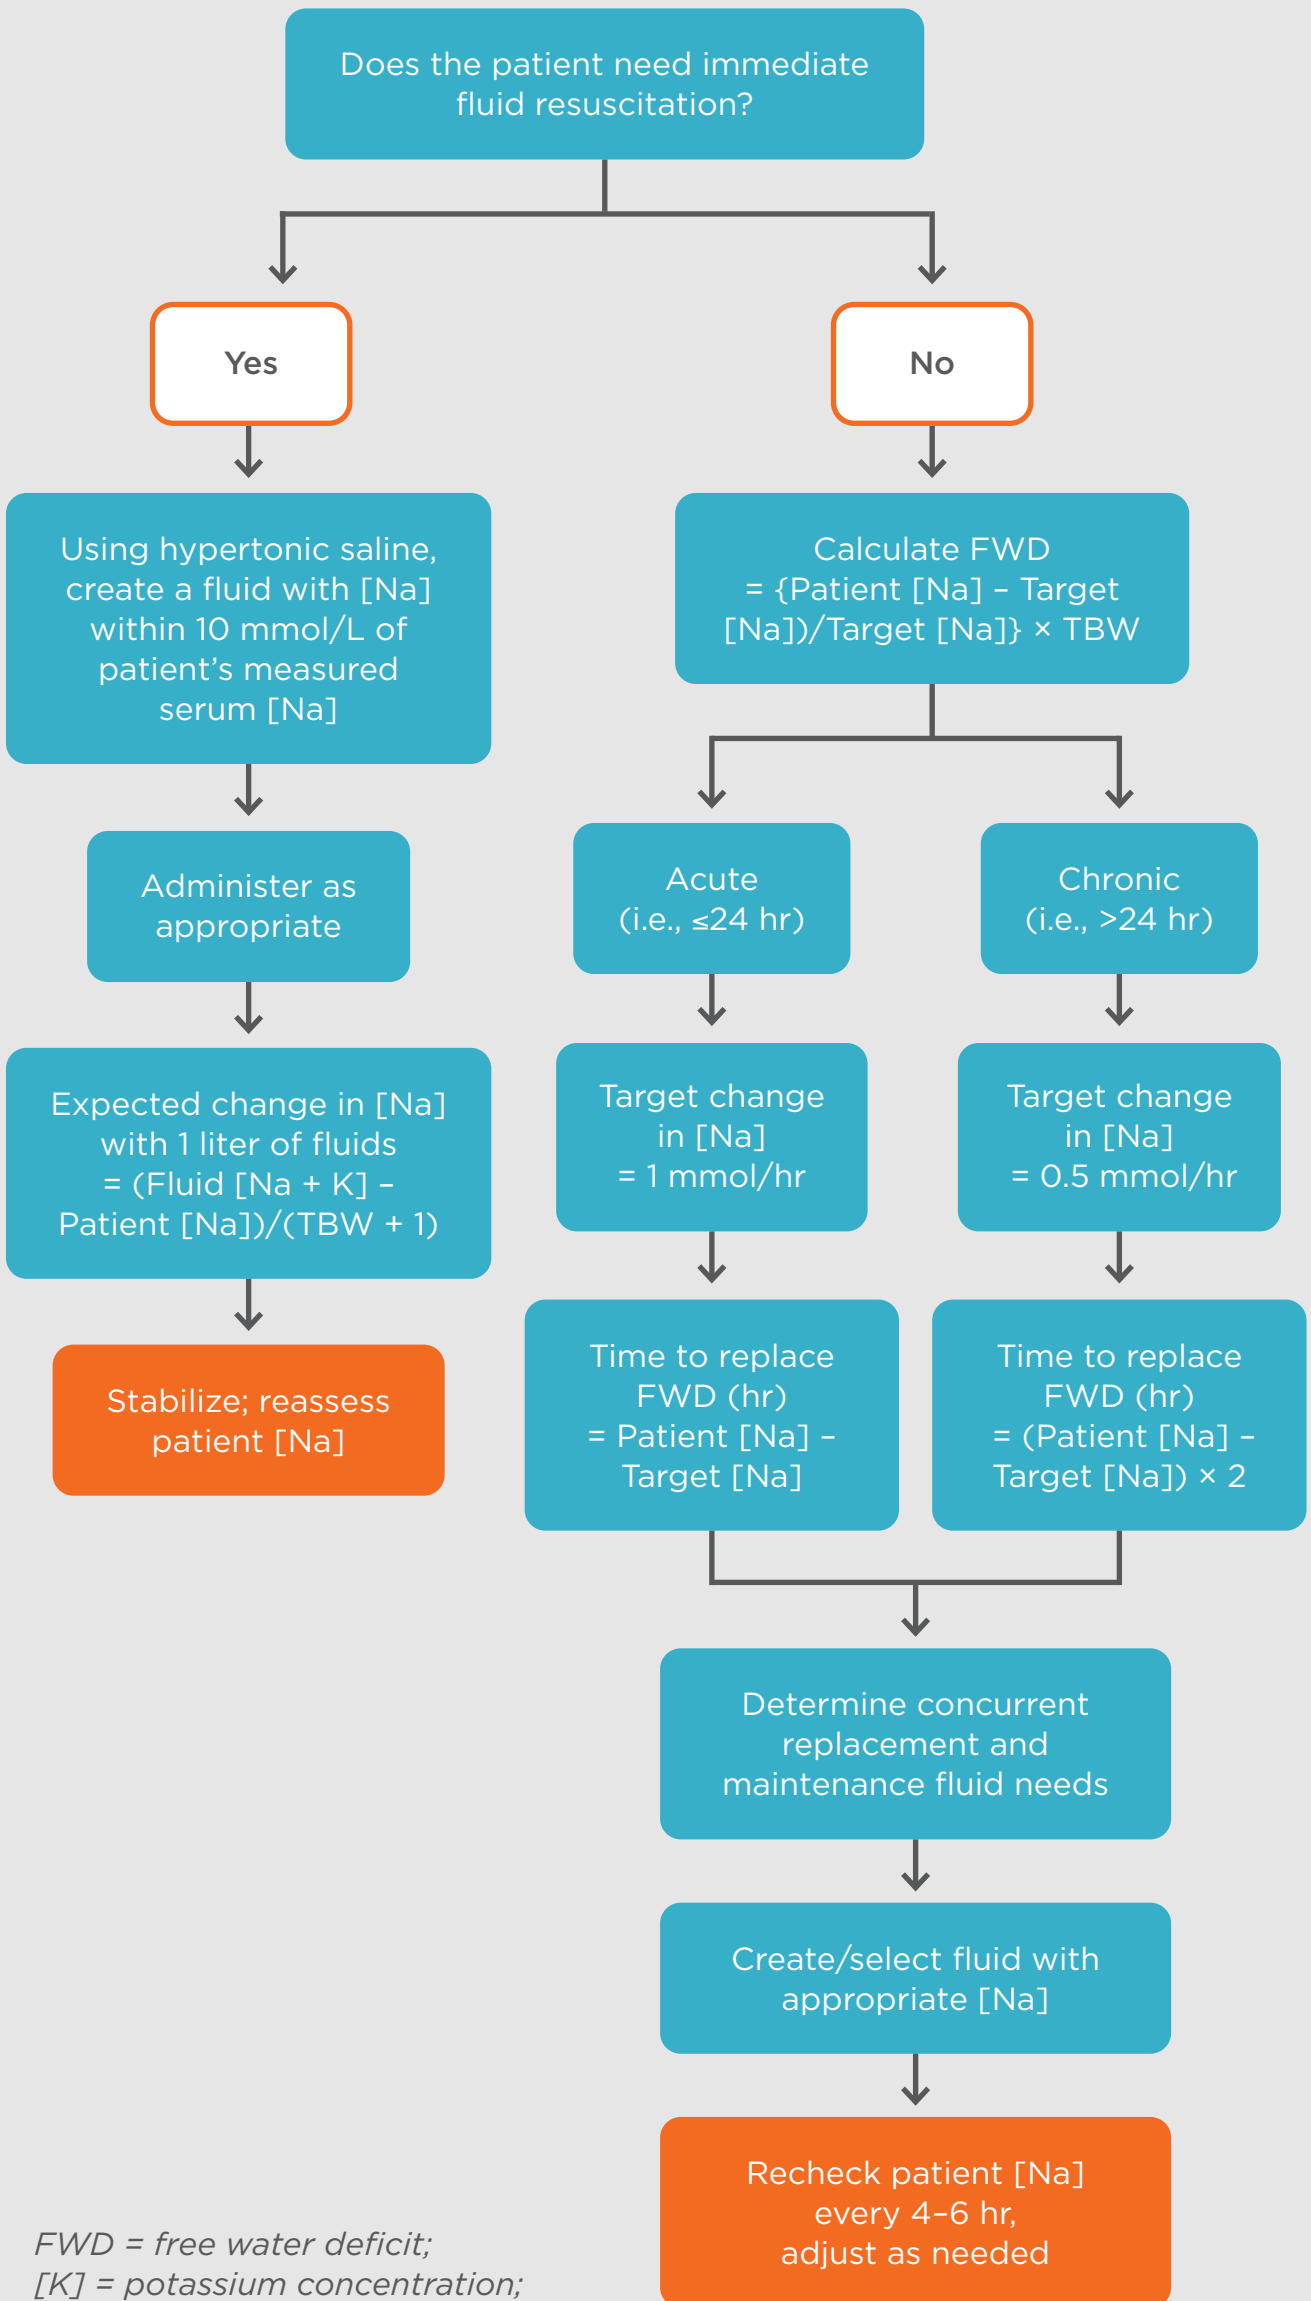 Does the patient need immediate
fluid resuscitation?
Yes
No
Using hypertonic saline,
create a fluid with [Na]
within 10 mmol/L of
patient’s measured
serum [Na]
Administer as
appropriate
Expected change in [Na]
with 1 liter of fluids
= (Fluid [Na + K] –
Patient [Na])/(TBW + 1)
Stabilize; reassess
patient [Na]
Calculate FWD
= {Patient [Na] – Target
[Na])/Target [Na]} × TBW
Acute
(i.e., ≤24 hr)
Chronic
(i.e., >24 hr)
Target change
in [Na]
= 1 mmol/hr
Target change
in [Na]
= 0.5 mmol/hr
Time to replace
FWD (hr)
= Patient [Na] –
Target [Na]
Time to replace
FWD (hr)
= (Patient [Na] –
Target [Na]) × 2
Determine concurrent
replacement and
maintenance fluid needs
Create/select fluid with
appropriate [Na]
Recheck patient [Na]
every 4–6 hr,
adjust as needed
FWD = free water deficit;
[K] = potassium concentration;